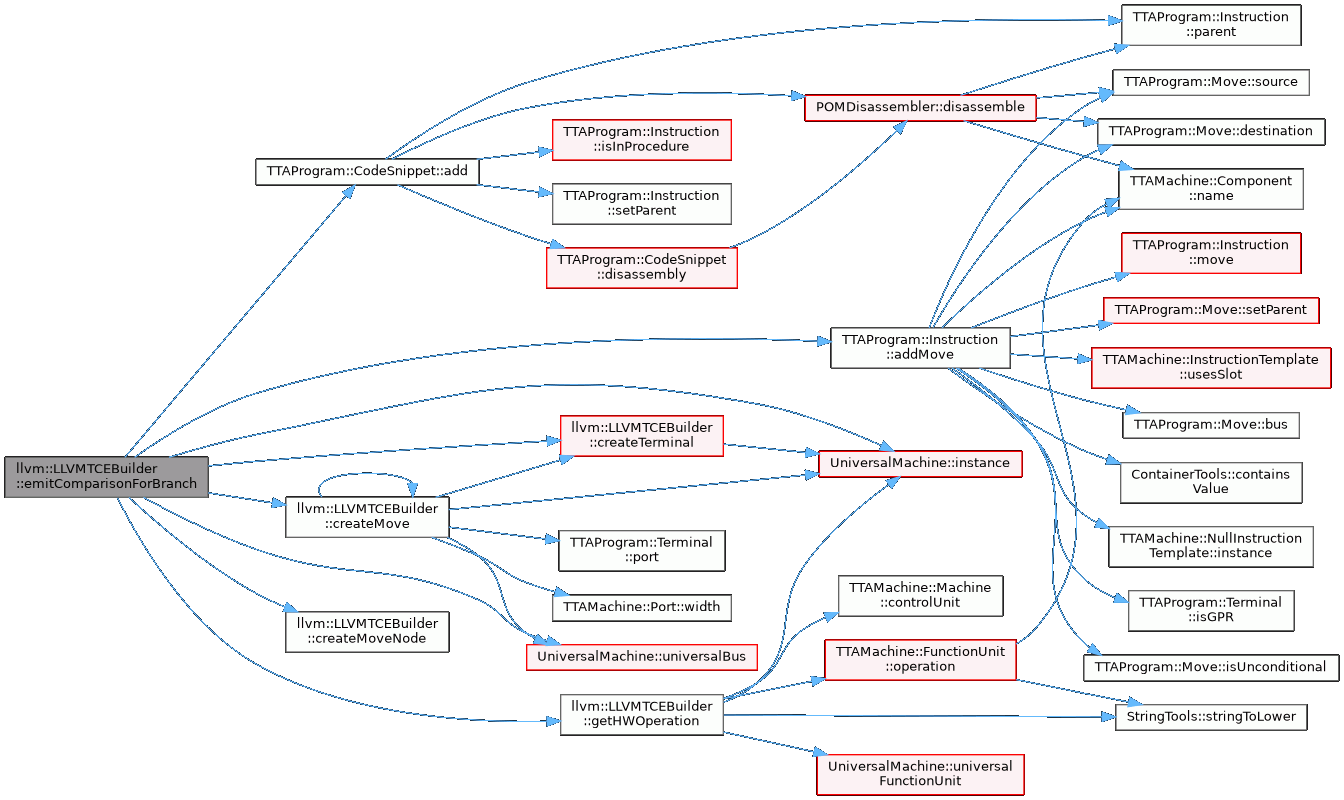 llvm::LLVMTCEBuilder
::emitComparisonForBranch
TTAProgram::CodeSnippet::add
llvm::LLVMTCEBuilder
::createMove
llvm::LLVMTCEBuilder
::createMoveNode
TTAProgram::Instruction
::isInProcedure
TTAProgram::Instruction
::setParent
TTAProgram::CodeSnippet
::disassembly
llvm::LLVMTCEBuilder
::createTerminal
TTAProgram::Terminal
::port
TTAMachine::Port::width
UniversalMachine::universalBus
llvm::LLVMTCEBuilder
::getHWOperation
POMDisassembler::disassemble
TTAProgram::Instruction
::addMove
UniversalMachine::instance
TTAMachine::Machine
::controlUnit
TTAMachine::FunctionUnit
::operation
UniversalMachine::universal
FunctionUnit
TTAProgram::Instruction
::parent
TTAProgram::Move::source
TTAProgram::Move::destination
TTAMachine::Component
::name
TTAProgram::Instruction
::move
TTAProgram::Move::setParent
TTAMachine::InstructionTemplate
::usesSlot
TTAProgram::Move::bus
ContainerTools::contains
Value
TTAMachine::NullInstruction
Template::instance
TTAProgram::Terminal
::isGPR
TTAProgram::Move::isUnconditional
StringTools::stringToLower